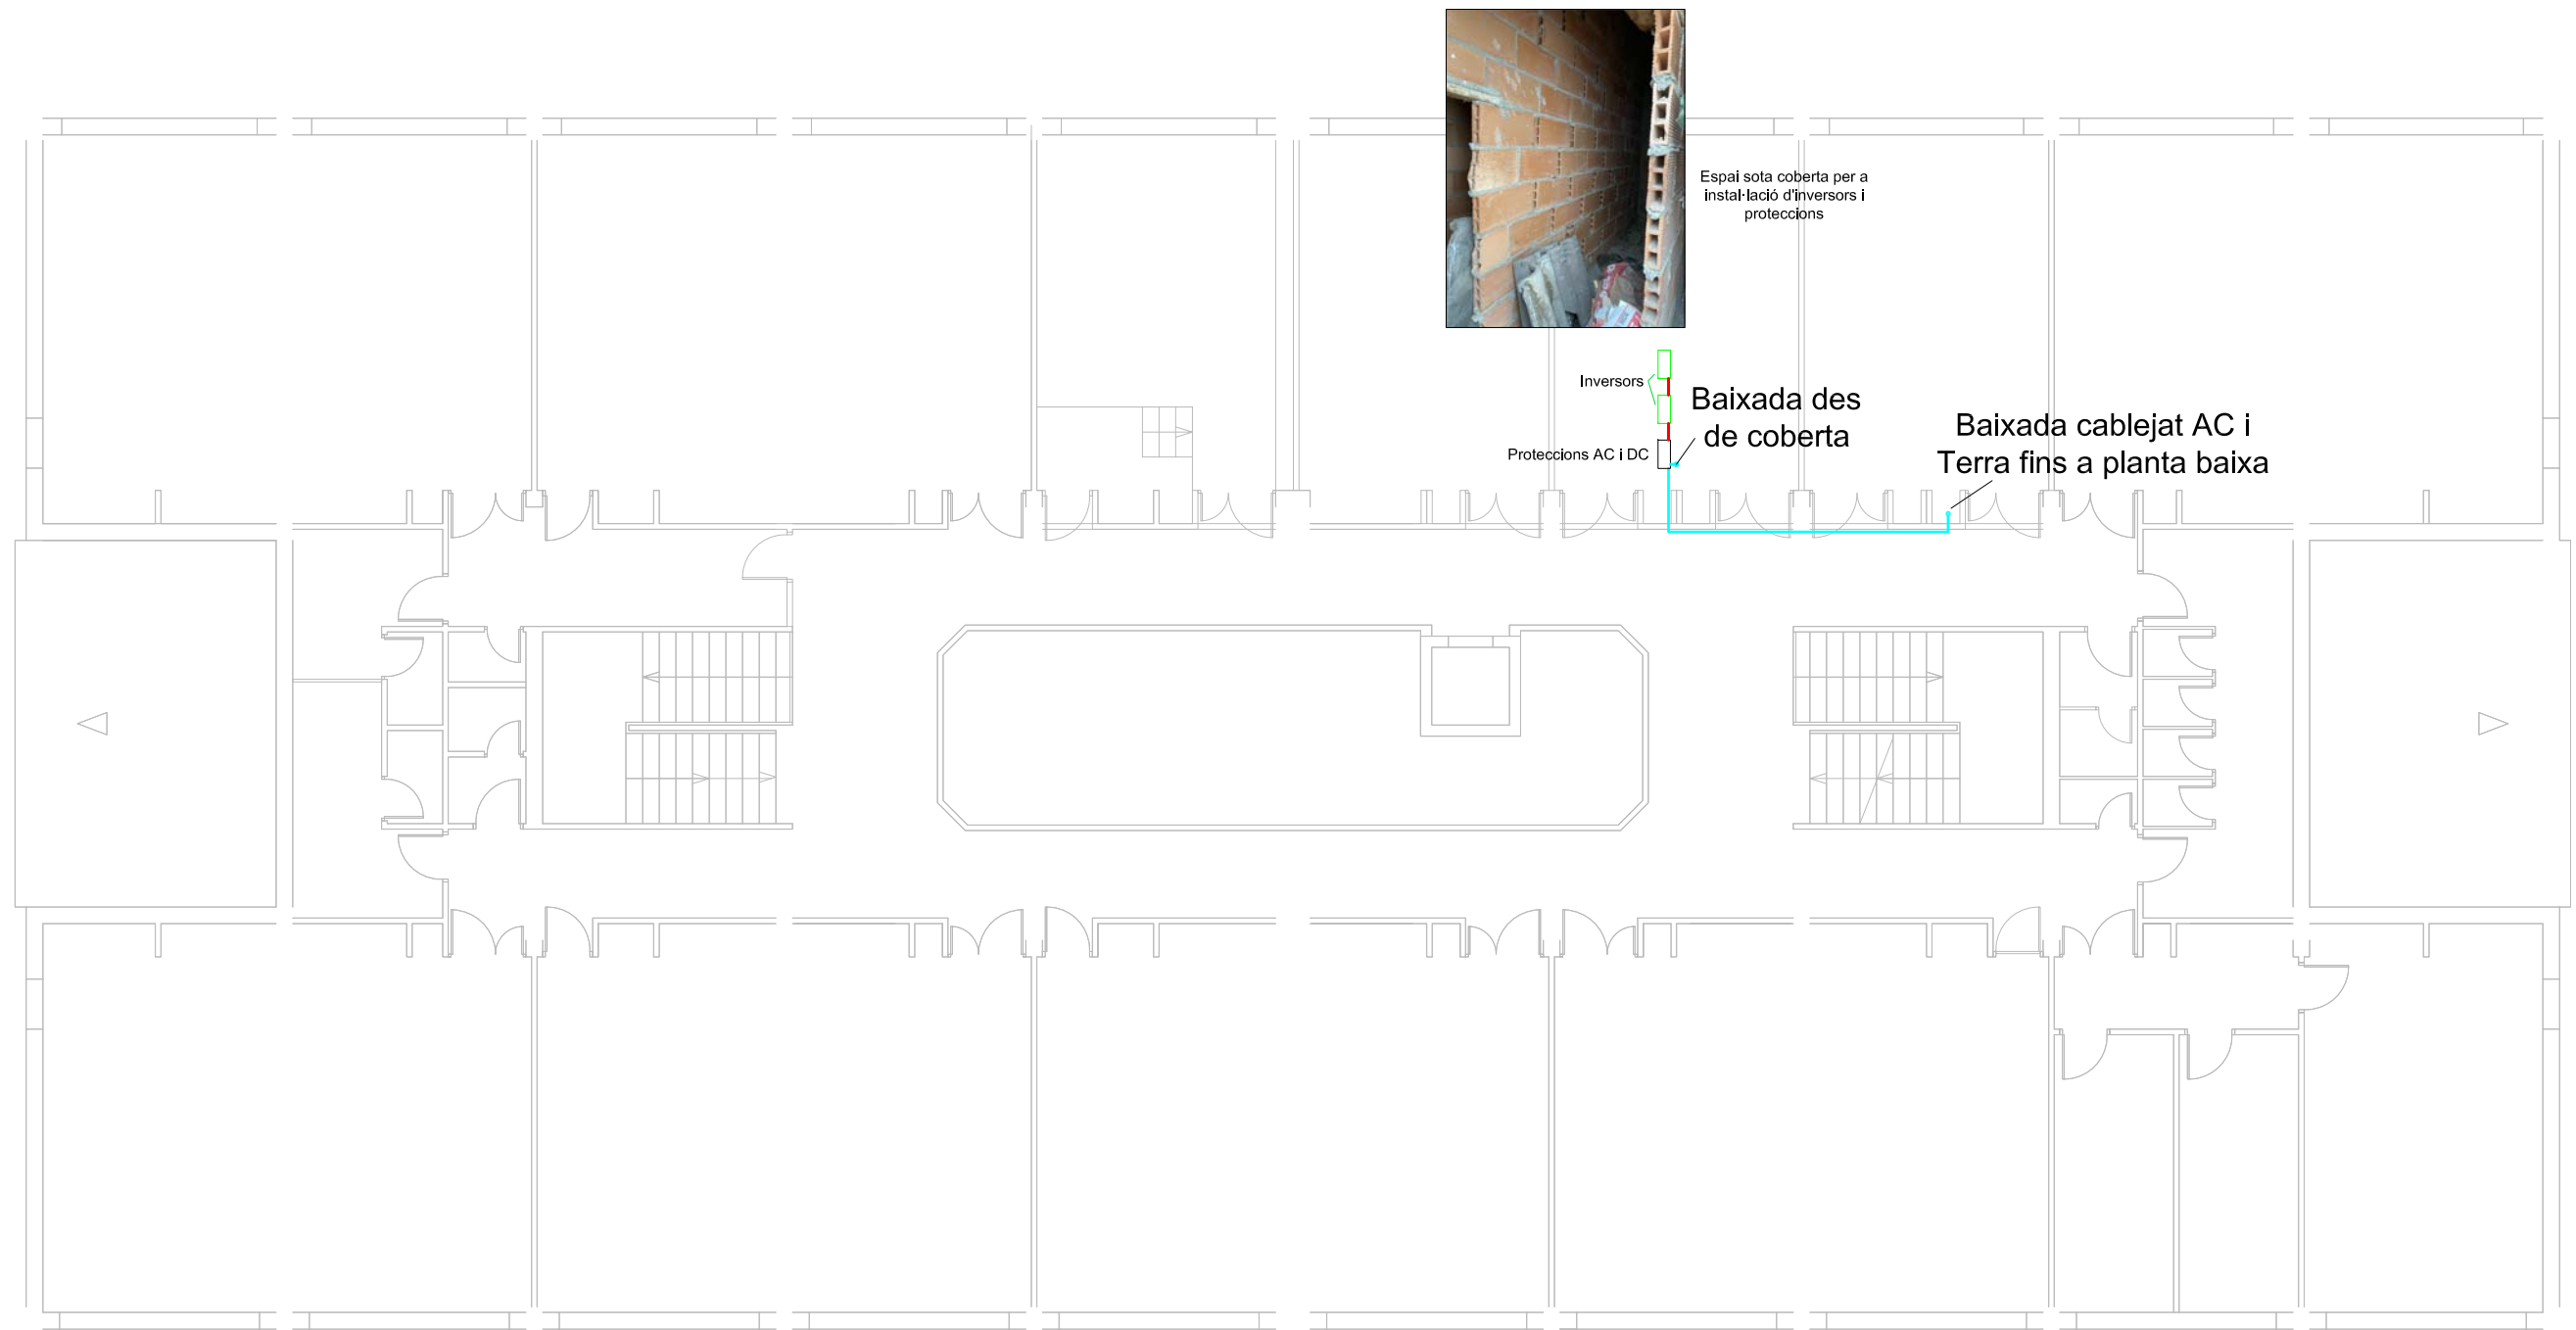 Espai sota coberta per a
instal·lació d'inversors i
proteccions
Inversors
Baixada des
de coberta
Proteccions AC i DC
Baixada cablejat AC i
Terra fins a planta baixa